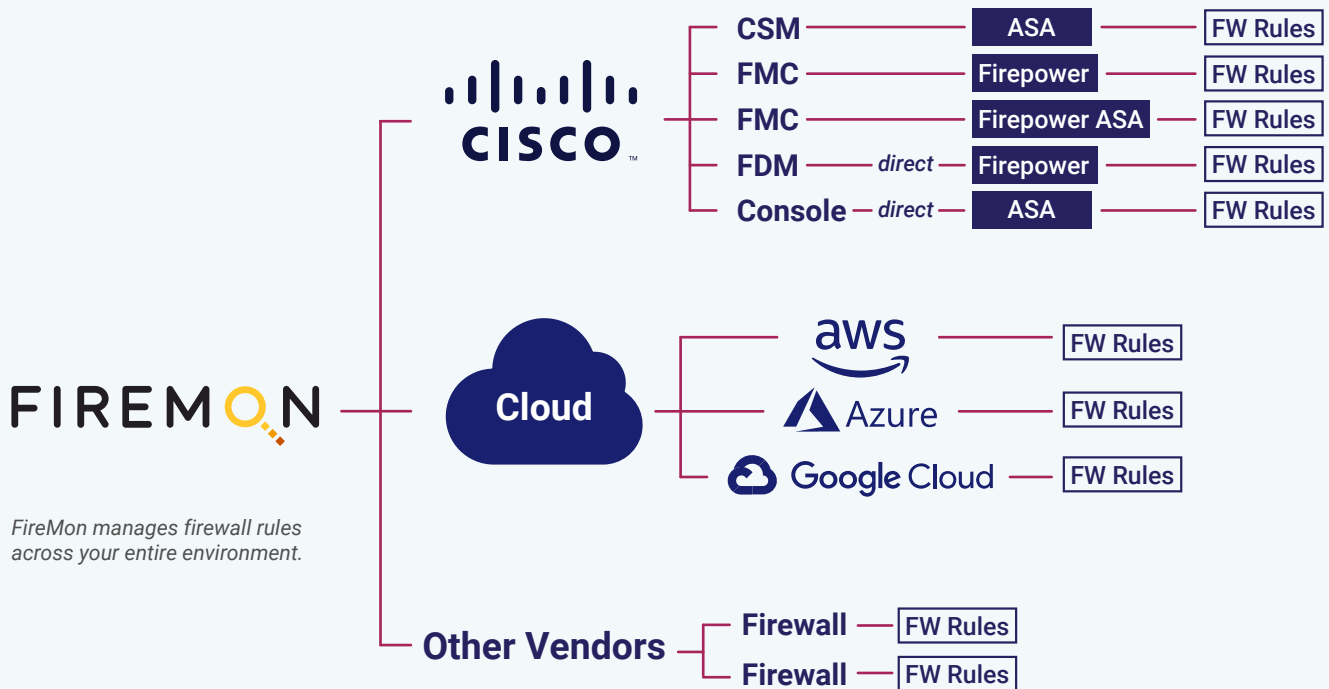 CSM ASA FW Rules
FMC Firepower FW Rules
CISCO™ FMC Firepower ASA FW Rules
FDM direct Firepower FW Rules
Console direct ASA FW Rules
aws FW Rules
FIREMON Cloud Azure FW Rules
Google Cloud FW Rules
FireMon manages firewall rules
across your entire environment.
Other Vendors Firewall FW Rules
Firewall FW Rules